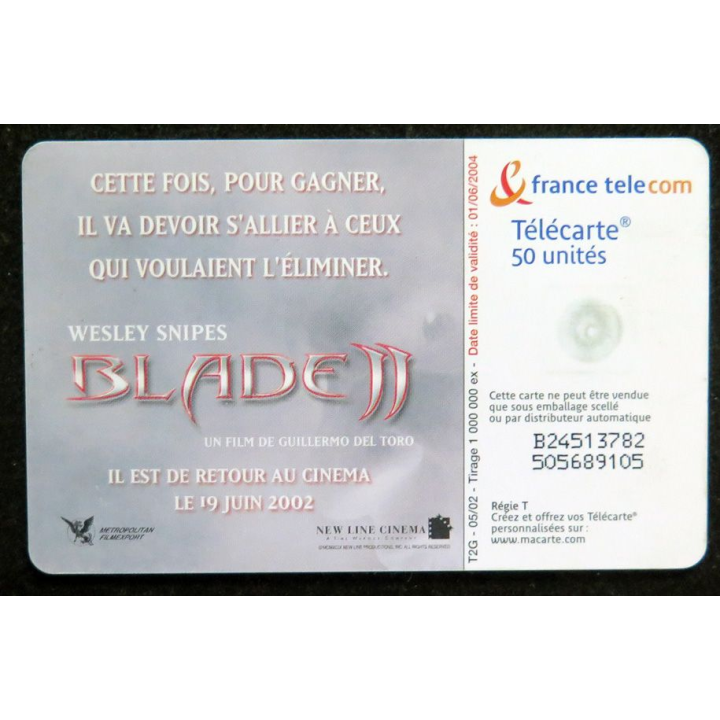 CETTE FOIS, POUR GAGNER,
IL VA DEVOIR S'ALLIER À CEUX
QUI VOULAIENT L'ÉLIMINER.
WESLEY SNIPES
BLADE II
UN FILM DE GUILLERMO DEL TORO
IL EST DE RETOUR AU CINEMA
LE 19 JUIN 2002
METROPOLITAN
FILMEXPORT
NEW LINE CINEMA
A Time Warner Company
T2G - 05/02 - Tirage 1 000 000 ex - Date limite de validité : 01/06/2004
france telecom
Télécarte®
50 unités
Cette carte ne peut être vendue
que sous emballage scellé
ou par distributeur automatique
B24513782
505689105
Régie T
Créez et offrez vos Télécarte®
personnalisées sur :
www.macarte.com